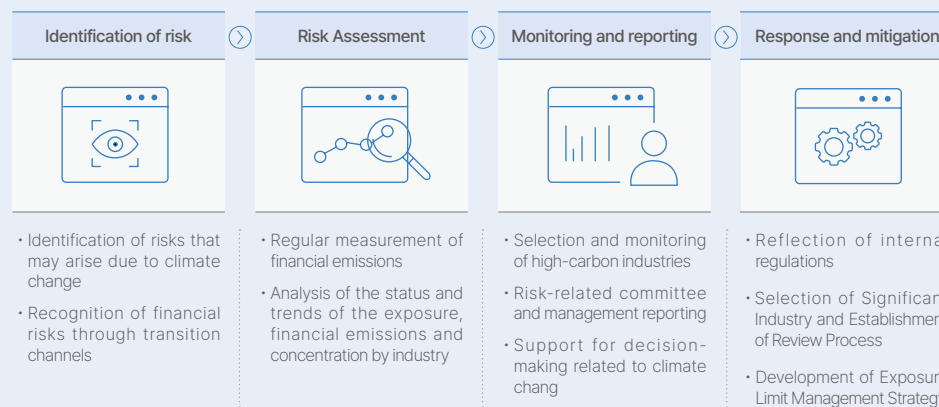 Identification of risk
Risk Assessment
Monitoring and reporting
Response and mitigation
• Identification of risks that
may arise due to climate
change
• Recognition of financial
risks through transition
channels
• Regular measurement of
financial emissions
• Analysis of the status and
trends of the exposure,
financial emissions and
concentration by industry
• Selection and monitoring
of high-carbon industries
• Risk-related committee
and management reporting
• Support for decision-
making related to climate
chang
• Reflection of interna
regulations
• Selection of Significan
Industry and Establishmen
of Review Process
• Development of Exposur
Limit Management Strategy